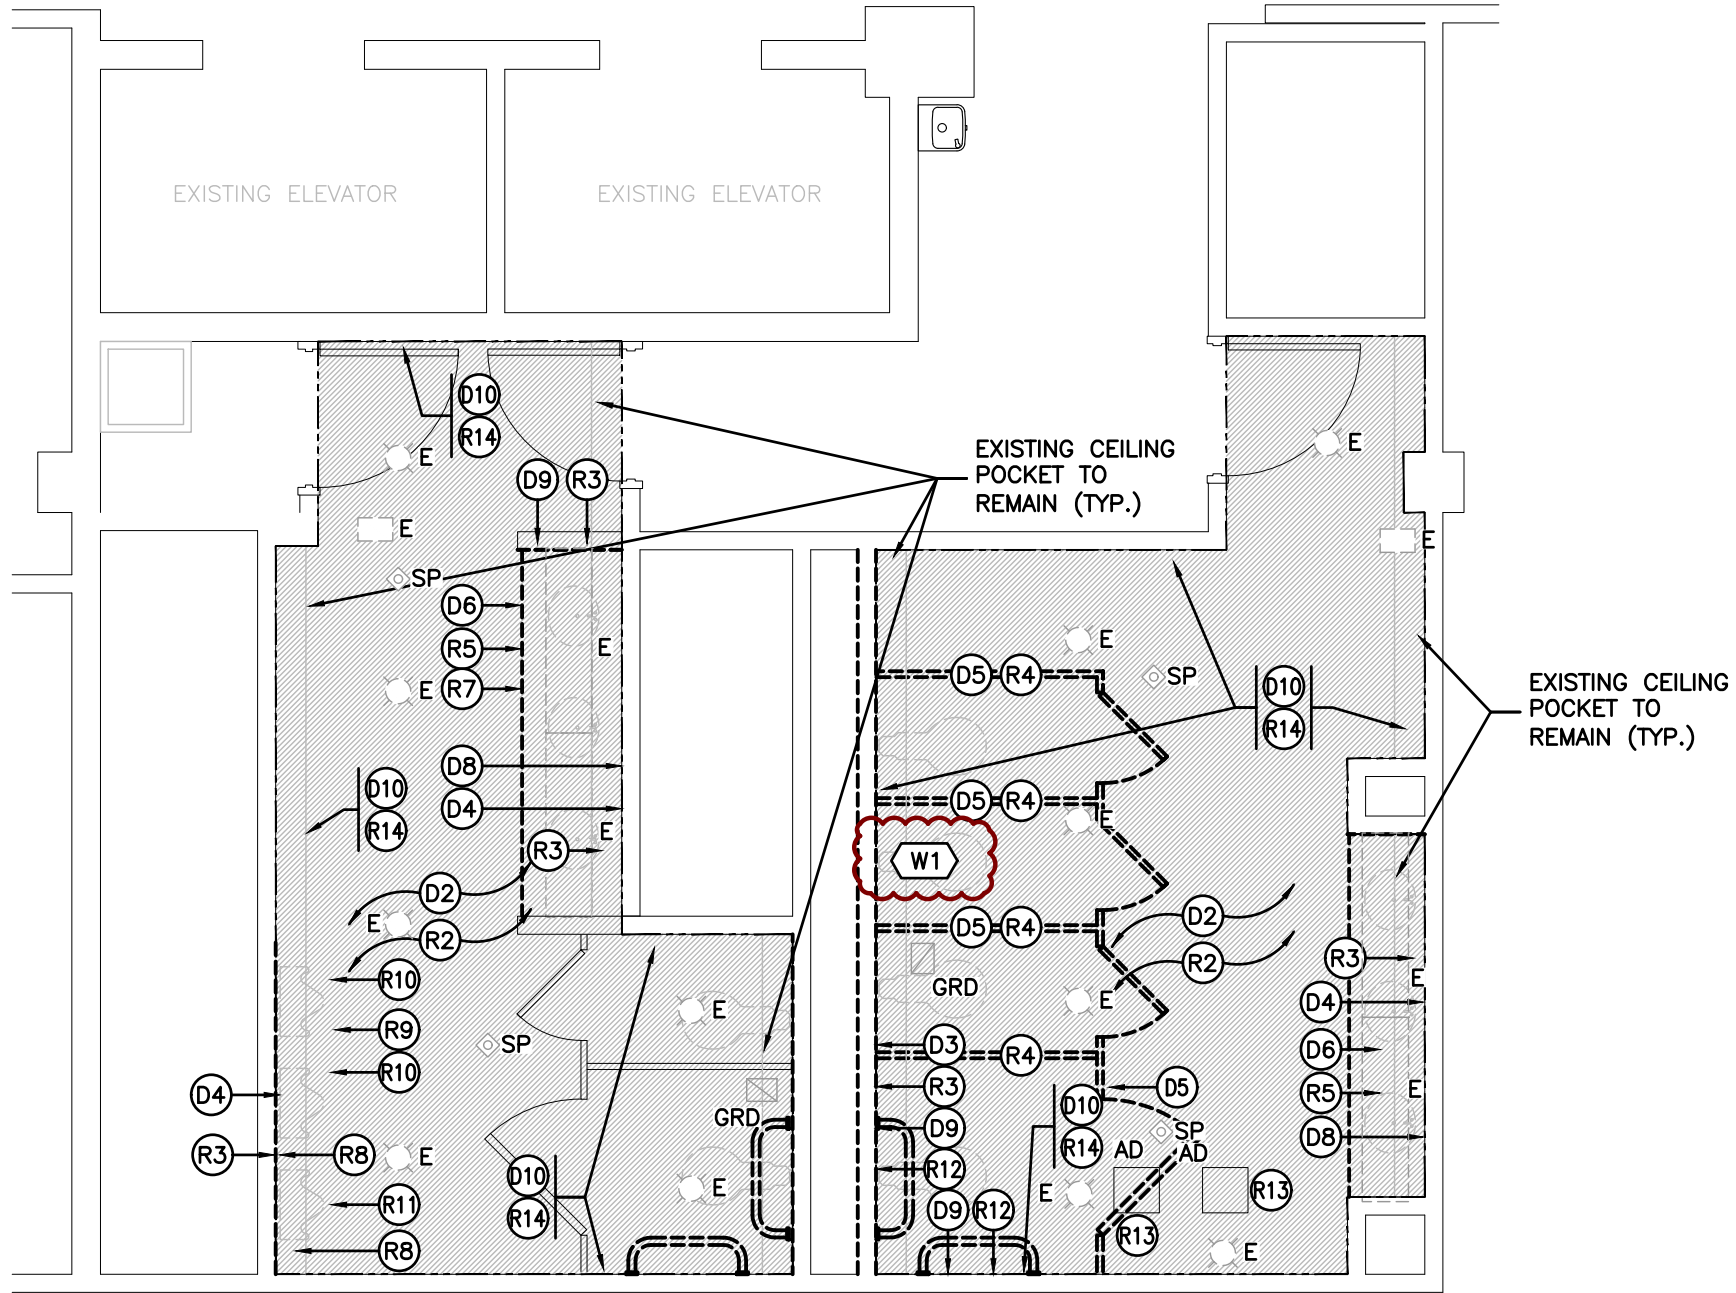 EXISTING ELEVATOR
EXISTING ELEVATOR
D10
R14
E
D9
R3
EXISTING CEILING
POCKET TO
REMAIN (TYP.)
E
E
SP
E
D6
R5
R7
E
E
E
SP
D5
R4
D10
R14
EXISTING CEILING
POCKET TO
REMAIN (TYP.)
D8
D4
D10
R14
E
R3
D5
R4
E
W1
D2
R2
E
D5
R4
D2
R2
R3
E
R10
R9
R10
E
SP
GRD
E
D4
D6
R5
E
D8
D3
R4
R3
D5
D4
GRD
D9
D10
R14
SP
AD
AD
R3
R8
E
R11
R8
D10
R14
E
R12
D9
R12
E
R13
R13
E